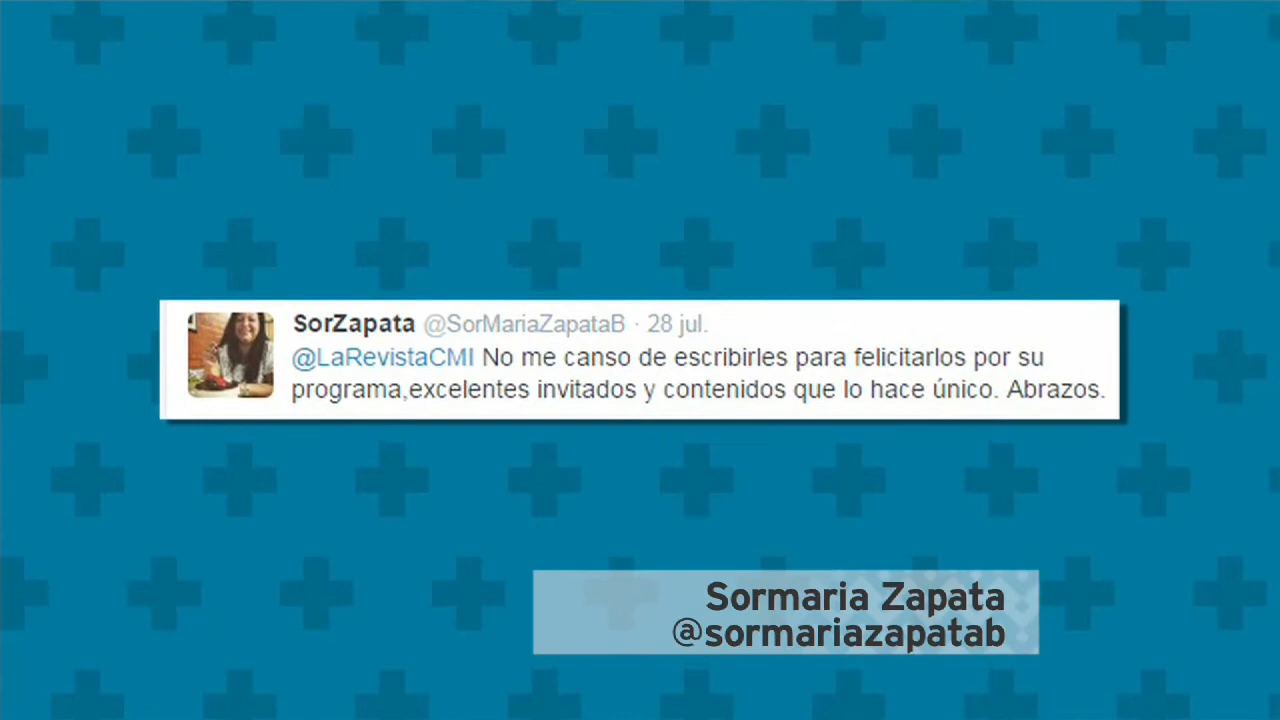 SorZapata @SorMariaZapataB · 28 jul.
@LaRevistaCMI No me canso de escribirles para felicitarlos por su
programa,excelentes invitados y contenidos que lo hace único. Abrazos.
Sormaria Zapata
@sormariazapatab